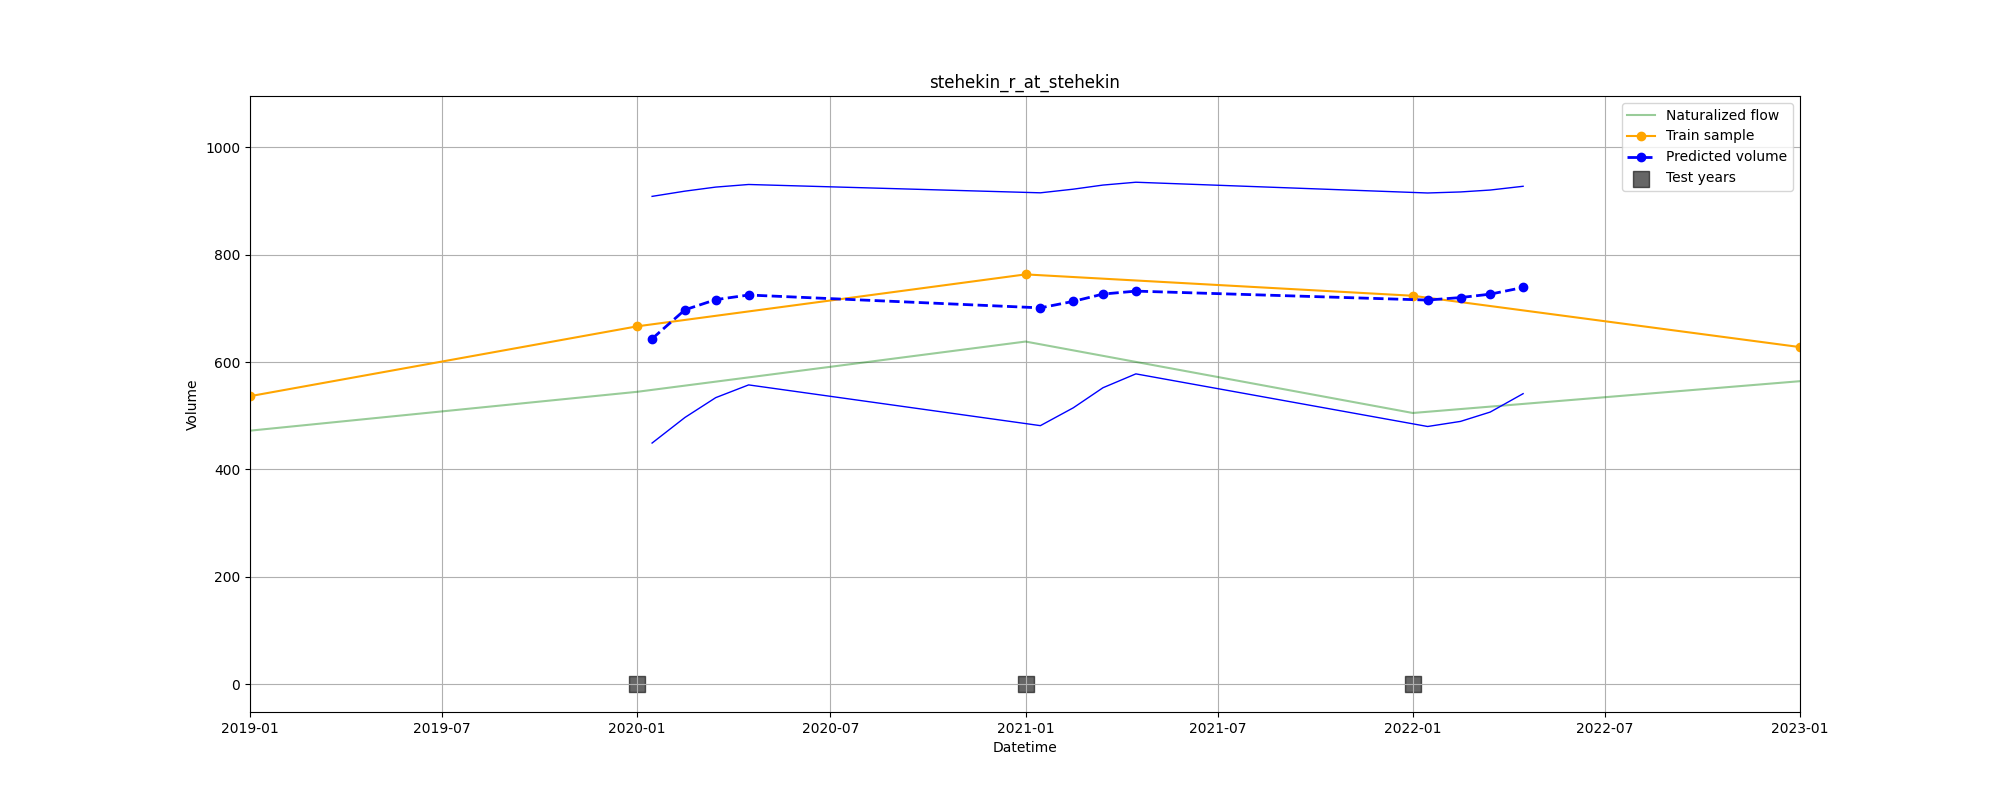 stehekin_r_at_stehekin
Naturalized flow
Train sample
Predicted volume
Test years
1000
800
600
400
200
0
Volume
2019-01
2019-07
2020-01
2020-07
2021-01
2021-07
2022-01
2022-07
2023-01
Datetime